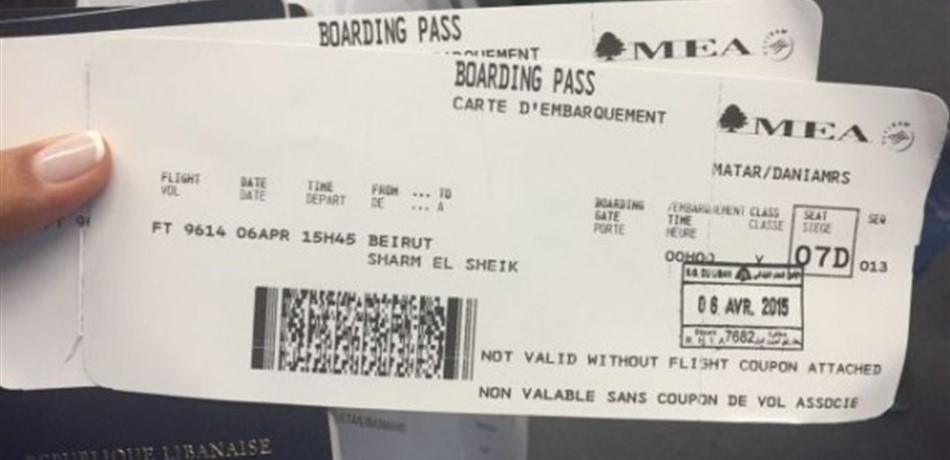 BOARDING PASS
MEA
BOARDING PASS
CARTE D'EMBARQUEMENT
MEA
MATAR/DANIAMRS
FLIGHT DATE TIME FROM ... TO
VOL DATE DEPART DE ... A
FT 9614 06APR 15H45 BEIRUT
SHARM EL SHEIK
BOARDING /EMBARQUEMENT CLASS SEAT SEQ
GATE TIME CLASSE SIEGE
PORTE HEURE
00H00 Y 07D 013
06 AVR. 2015
7682
NOT VALID WITHOUT FLIGHT COUPON ATTACHED
NON VALABLE SANS COUPON DE VOL ASSOCIE
REPUBLIQUE LIBANAISE